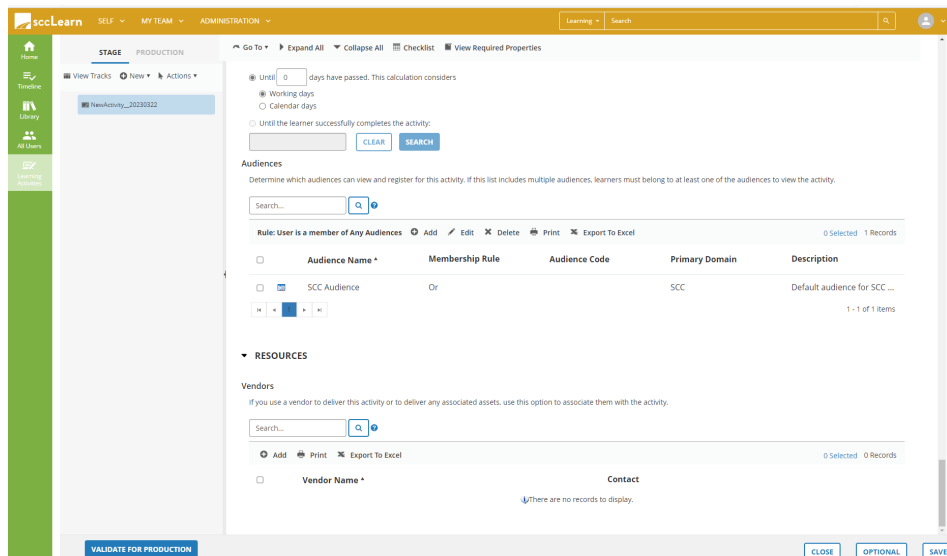 sccLearn SELF MY TEAM ADMINISTRATION Learning Search
Home
Timeline
Library
All Users
Learning Activities
STAGE PRODUCTION
View Tracks New Actions
NewActivity__20230322
Go To Expand All Collapse All Checklist View Required Properties
Until 0 days have passed. This calculation considers
Working days
Calendar days
Until the learner successfully completes the activity:
CLEAR SEARCH
Audiences
Determine which audiences can view and register for this activity. If this list includes multiple audiences, learners must belong to at least one of the audiences to view the activity.
Search...
Rule: User is a member of Any Audiences Add Edit Delete Print Export To Excel 0 Selected 1 Records
Audience Name * Membership Rule Audience Code Primary Domain Description
SCC Audience Or SCC Default audience for SCC ...
1 1 - 1 of 1 items
RESOURCES
Vendors
If you use a vendor to deliver this activity or to deliver any associated assets, use this option to associate them with the activity.
Search...
Add Print Export To Excel 0 Selected 0 Records
Vendor Name * Contact
There are no records to display.
VALIDATE FOR PRODUCTION CLOSE OPTIONAL SAVE